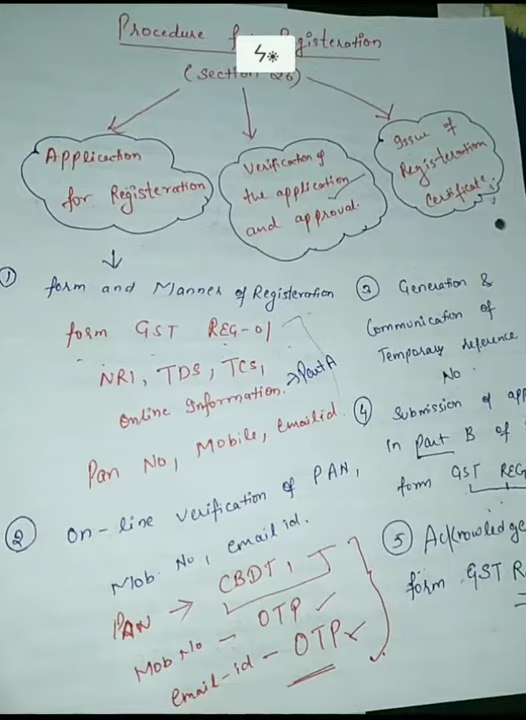 Procedure for Registeration
(section 26)
Application
for Registeration
Verification of
the application
and approval.
Issue of
Registeration
Certificate.
① form and Manner of Registeration
form GST REG-01
NRI, TDS, TCS,
Online Information. → Part A
Pan No, Mobile, Emailid.
② On-line verification of PAN,
Mob. No, email id.
PAN → CBDT,
Mob No - OTP ✓
email-id - OTP ✓
③ Generation &
Communication of
Temporary reference
No.
④ Submission of
in Part B of
form GST REG
⑤ Acknowledge
form GST R